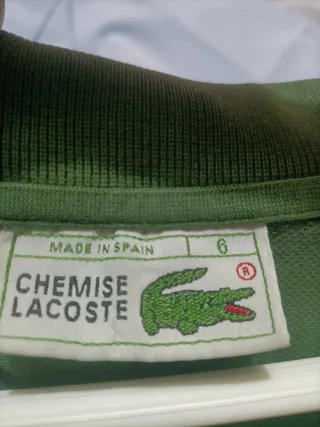 MADE IN SPAIN 6
CHEMISE
LACOSTE
®